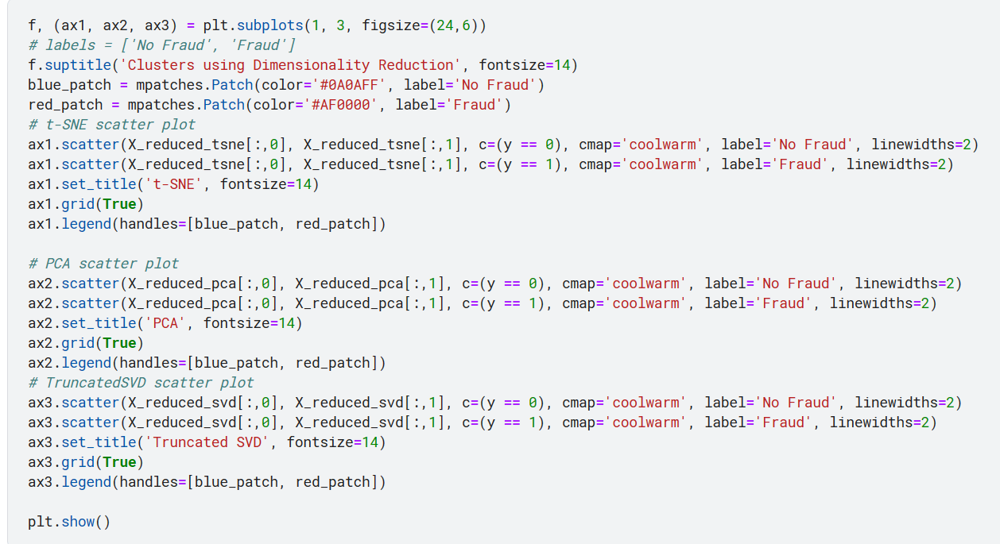 f, (ax1, ax2, ax3) = plt.subplots(1, 3, figsize=(24,6))
# labels = ['No Fraud', 'Fraud']
f.suptitle('Clusters using Dimensionality Reduction', fontsize=14)
blue_patch = mpatches.Patch(color='#0A0AFF', label='No Fraud')
red_patch = mpatches.Patch(color='#AF0000', label='Fraud')
# t-SNE scatter plot
ax1.scatter(X_reduced_tsne[:,0], X_reduced_tsne[:,1], c=(y == 0), cmap='coolwarm', label='No Fraud', linewidths=2)
ax1.scatter(X_reduced_tsne[:,0], X_reduced_tsne[:,1], c=(y == 1), cmap='coolwarm', label='Fraud', linewidths=2)
ax1.set_title('t-SNE', fontsize=14)
ax1.grid(True)
ax1.legend(handles=[blue_patch, red_patch])
# PCA scatter plot
ax2.scatter(X_reduced_pca[:,0], X_reduced_pca[:,1], c=(y == 0), cmap='coolwarm', label='No Fraud', linewidths=2)
ax2.scatter(X_reduced_pca[:,0], X_reduced_pca[:,1], c=(y == 1), cmap='coolwarm', label='Fraud', linewidths=2)
ax2.set_title('PCA', fontsize=14)
ax2.grid(True)
ax2.legend(handles=[blue_patch, red_patch])
# TruncatedSVD scatter plot
ax3.scatter(X_reduced_svd[:,0], X_reduced_svd[:,1], c=(y == 0), cmap='coolwarm', label='No Fraud', linewidths=2)
ax3.scatter(X_reduced_svd[:,0], X_reduced_svd[:,1], c=(y == 1), cmap='coolwarm', label='Fraud', linewidths=2)
ax3.set_title('Truncated SVD', fontsize=14)
ax3.grid(True)
ax3.legend(handles=[blue_patch, red_patch])
plt.show()